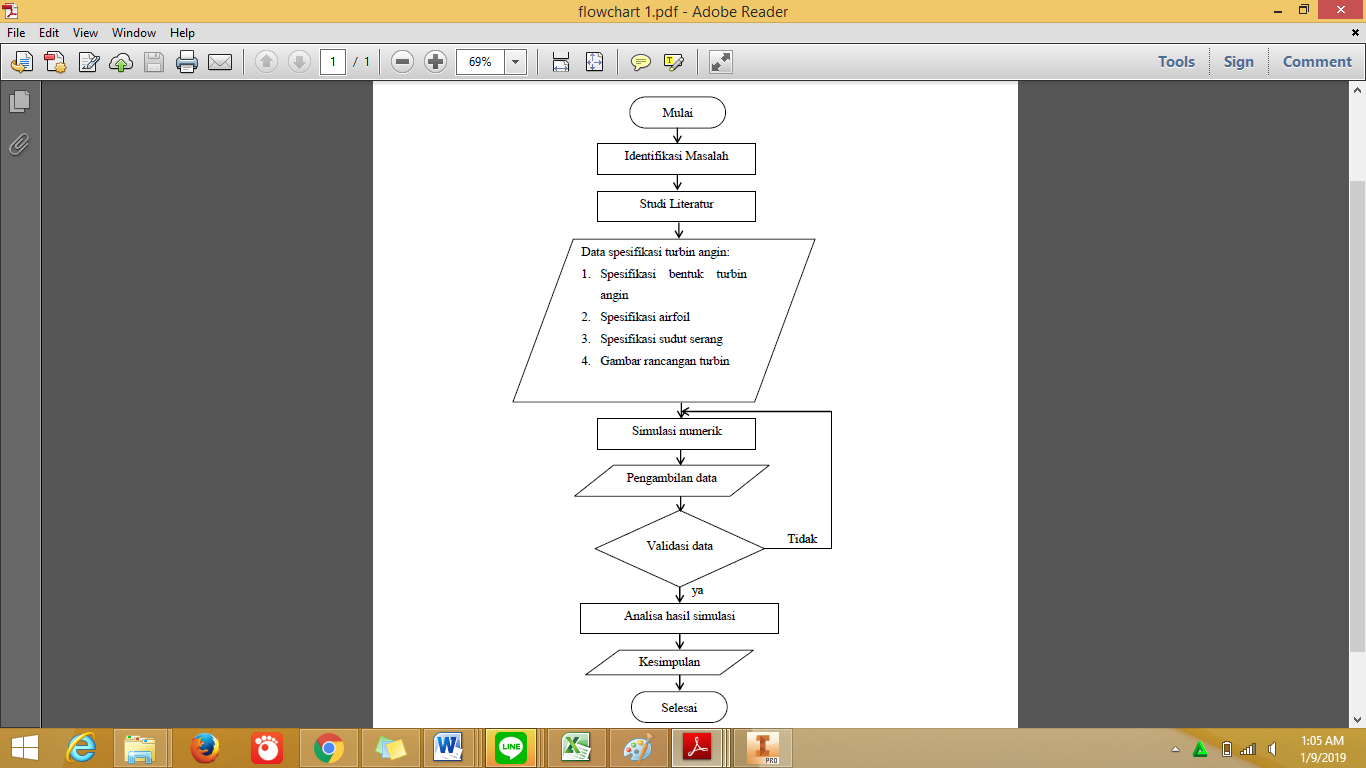 flowchart 1.pdf - Adobe Reader
File Edit View Window Help
1 / 1 69% Tools Sign Comment
Mulai
Identifikasi Masalah
Studi Literatur
Data spesifikasi turbin angin:
1. Spesifikasi bentuk turbin
angin
2. Spesifikasi airfoil
3. Spesifikasi sudut serang
4. Gambar rancangan turbin
Simulasi numerik
Pengambilan data
Validasi data
Tidak
ya
Analisa hasil simulasi
Kesimpulan
Selesai
LINE
PRO
1:05 AM
1/9/2019